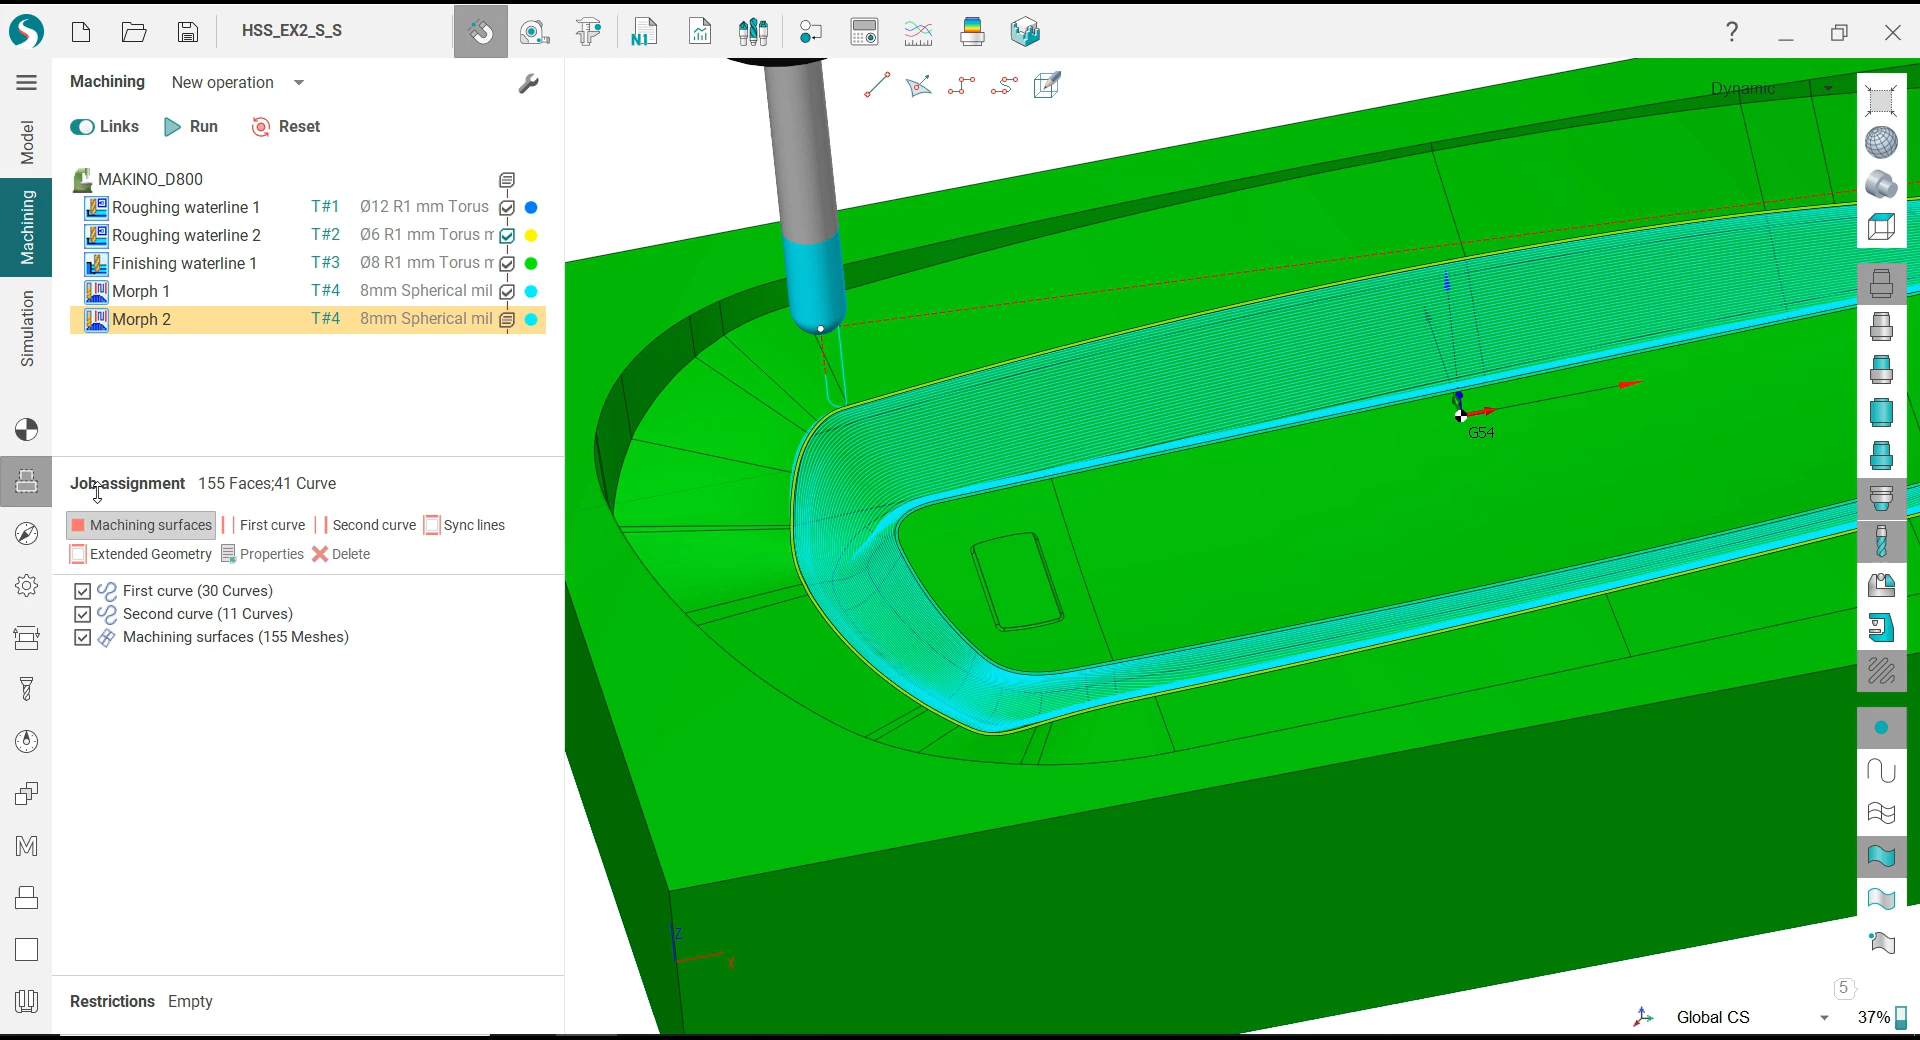 HSS_EX2_S_S
N1
?
Machining New operation
Links Run Reset
Model
Machining
Simulation
MAKINO_D800
Roughing waterline 1 T#1 Ø12 R1 mm Torus
Roughing waterline 2 T#2 Ø6 R1 mm Torus
Finishing waterline 1 T#3 Ø8 R1 mm Torus
Morph 1 T#4 8mm Spherical mil
Morph 2 T#4 8mm Spherical mil
Job assignment 155 Faces;41 Curve
Machining surfaces First curve Second curve Sync lines
Extended Geometry Properties Delete
First curve (30 Curves)
Second curve (11 Curves)
Machining surfaces (155 Meshes)
Restrictions Empty
Dynamic
G54
Z
X
5
Global CS 37%